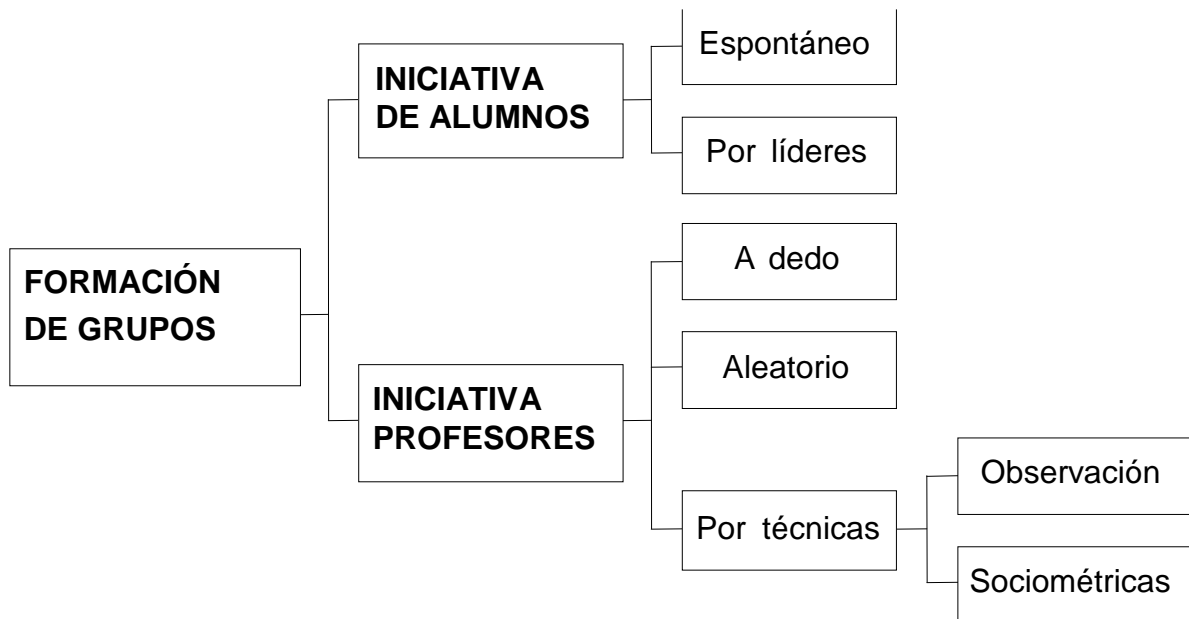 Espontáneo
INICIATIVA
DE ALUMNOS
Por líderes
A dedo
FORMACIÓN
DE GRUPOS
Aleatorio
INICIATIVA
PROFESORES
Observación
Por técnicas
Sociométricas